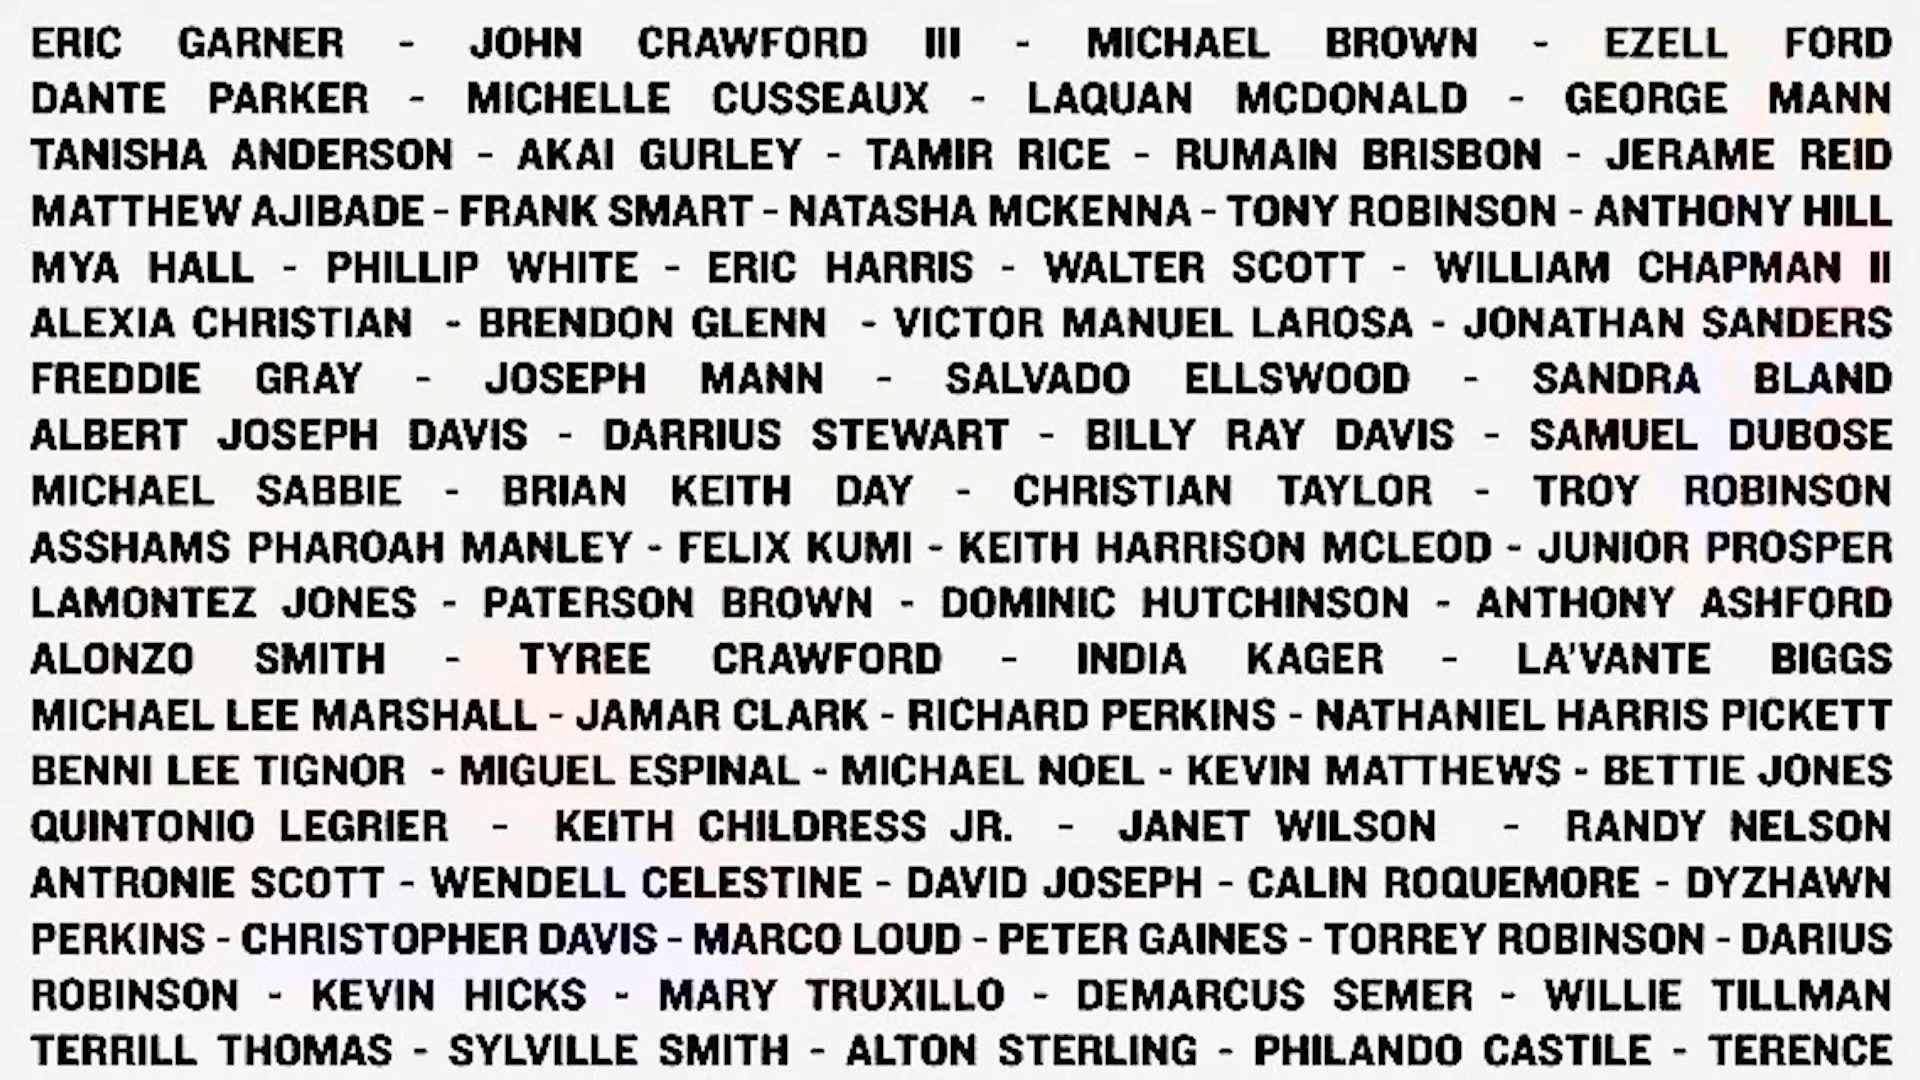 ERIC GARNER - JOHN CRAWFORD III - MICHAEL BROWN - EZELL FORD
DANTE PARKER - MICHELLE CUSSEAUX - LAQUAN MCDONALD - GEORGE MANN
TANISHA ANDERSON - AKAI GURLEY - TAMIR RICE - RUMAIN BRISBON - JERAME REID
MATTHEW AJIBADE - FRANK SMART - NATASHA MCKENNA - TONY ROBINSON - ANTHONY HILL
MYA HALL - PHILLIP WHITE - ERIC HARRIS - WALTER SCOTT - WILLIAM CHAPMAN II
ALEXIA CHRISTIAN - BRENDON GLENN - VICTOR MANUEL LAROSA - JONATHAN SANDERS
FREDDIE GRAY - JOSEPH MANN - SALVADO ELLSWOOD - SANDRA BLAND
ALBERT JOSEPH DAVIS - DARRIUS STEWART - BILLY RAY DAVIS - SAMUEL DUBOSE
MICHAEL SABBIE - BRIAN KEITH DAY - CHRISTIAN TAYLOR - TROY ROBINSON
ASSHAMS PHAROAH MANLEY - FELIX KUMI - KEITH HARRISON MCLEOD - JUNIOR PROSPER
LAMONTEZ JONES - PATERSON BROWN - DOMINIC HUTCHINSON - ANTHONY ASHFORD
ALONZO SMITH - TYREE CRAWFORD - INDIA KAGER - LA'VANTE BIGGS
MICHAEL LEE MARSHALL - JAMAR CLARK - RICHARD PERKINS - NATHANIEL HARRIS PICKETT
BENNI LEE TIGNOR - MIGUEL ESPINAL - MICHAEL NOEL - KEVIN MATTHEWS - BETTIE JONES
QUINTONIO LEGRIER - KEITH CHILDRESS JR. - JANET WILSON - RANDY NELSON
ANTRONIE SCOTT - WENDELL CELESTINE - DAVID JOSEPH - CALIN ROQUEMORE - DYZHAWN
PERKINS - CHRISTOPHER DAVIS - MARCO LOUD - PETER GAINES - TORREY ROBINSON - DARIUS
ROBINSON - KEVIN HICKS - MARY TRUXILLO - DEMARCUS SEMER - WILLIE TILLMAN
TERRILL THOMAS - SYLVILLE SMITH - ALTON STERLING - PHILANDO CASTILE - TERENCE